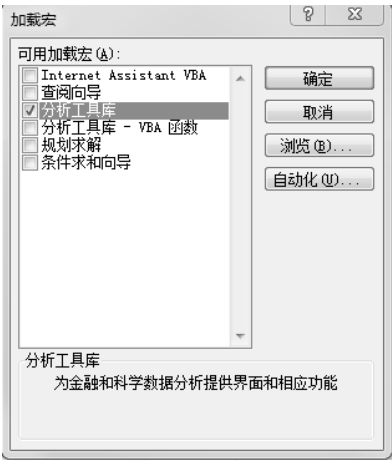 加载宏
可用加载宏(A):
Internet Assistant VBA
查阅向导
分析工具库
分析工具库 - VBA 函数
规划求解
条件求和向导
确定
取消
浏览(B)...
自动化(U)...
分析工具库
为金融和科学数据分析提供界面和相应功能